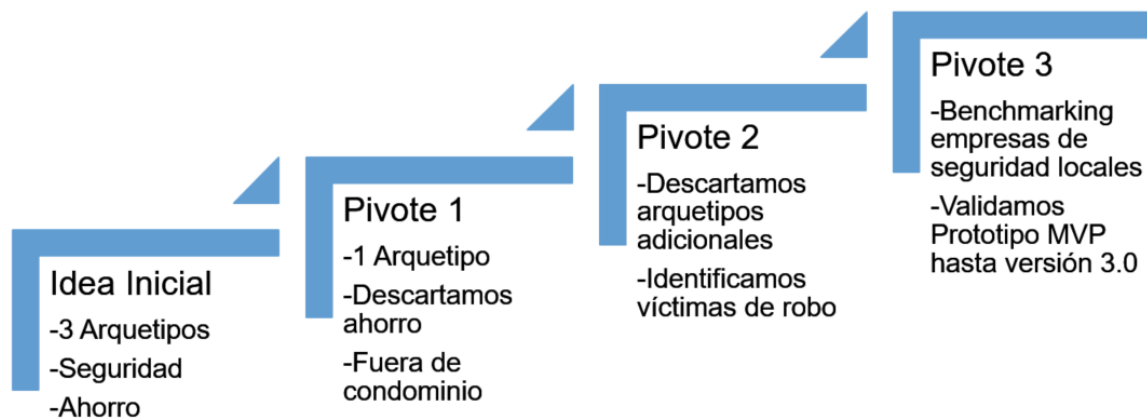 Idea Inicial
-3 Arquetipos
-Seguridad
-Ahorro
Pivote 1
-1 Arquetipo
-Descartamos
ahorro
-Fuera de
condominio
Pivote 2
-Descartamos
arquetipos
adicionales
-Identificamos
víctimas de robo
Pivote 3
-Benchmarking
empresas de
seguridad locales
-Validamos
Prototipo MVP
hasta versión 3.0